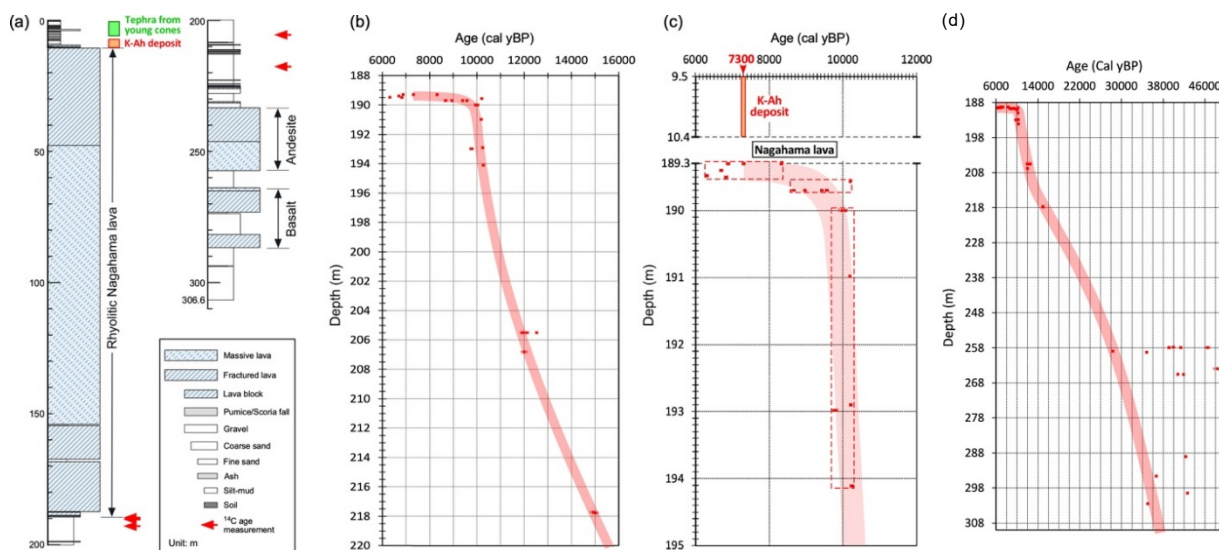 (a)
Tephra from
young cones
K-Ah deposit
0
50
100
150
200
Rhyolitic Nagahama lava
200
250
300
306.6
Andesite
Basalt
Massive lava
Fractured lava
Lava block
Pumice/Scoria fall
Gravel
Coarse sand
Fine sand
Ash
Silt-mud
Soil
14C age
measurement
Unit: m
(b)
Age (cal yBP)
6000 8000 10000 12000 14000 16000
Depth (m)
188
190
192
194
196
198
200
202
204
206
208
210
212
214
216
218
220
(c)
Age (cal yBP)
7300
6000 8000 10000 12000
9.5
K-Ah
deposit
10.4
Nagahama lava
189.3
190
191
192
193
194
195
Depth (m)
(d)
Age (Cal yBP)
6000 14000 22000 30000 38000 46000
Depth (m)
188
198
208
218
228
238
248
258
268
278
288
298
308